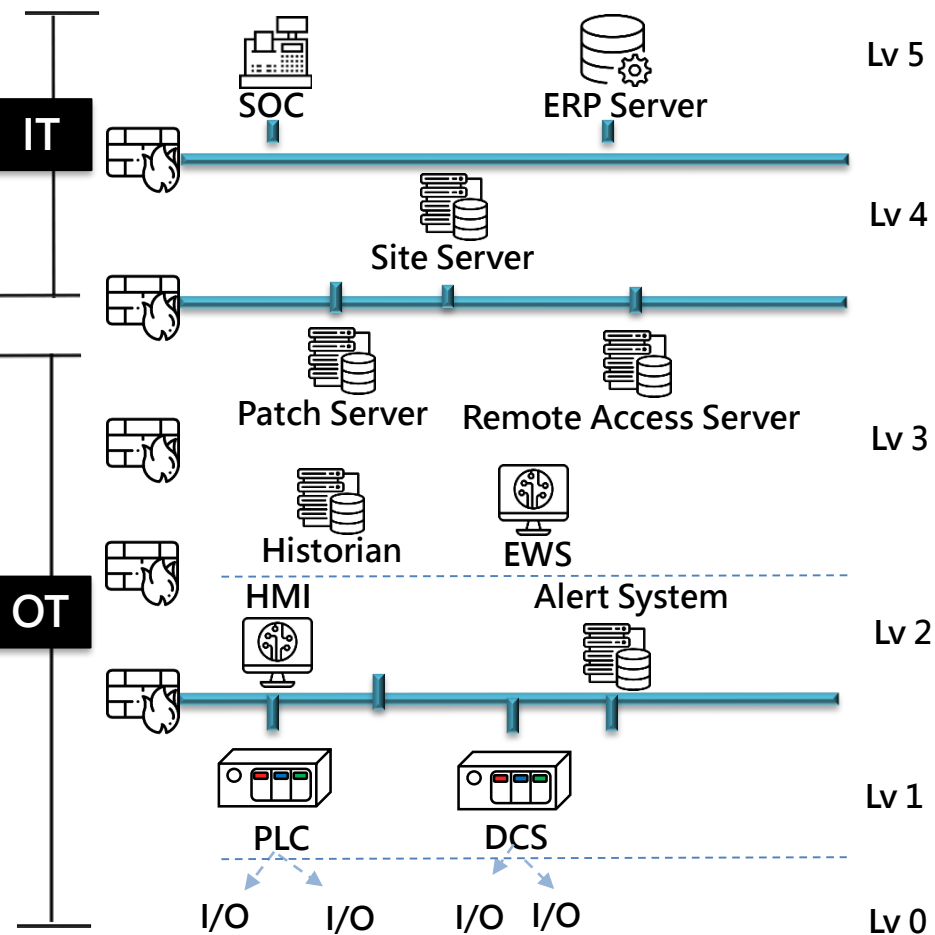 SOC
ERP Server
Lv 5
IT
Lv 4
Site Server
Patch Server
Remote Access Server
Lv 3
Historian
EWS
HMI
Alert System
OT
Lv 2
Lv 1
PLC
DCS
I/O
I/O
I/O
I/O
Lv 0